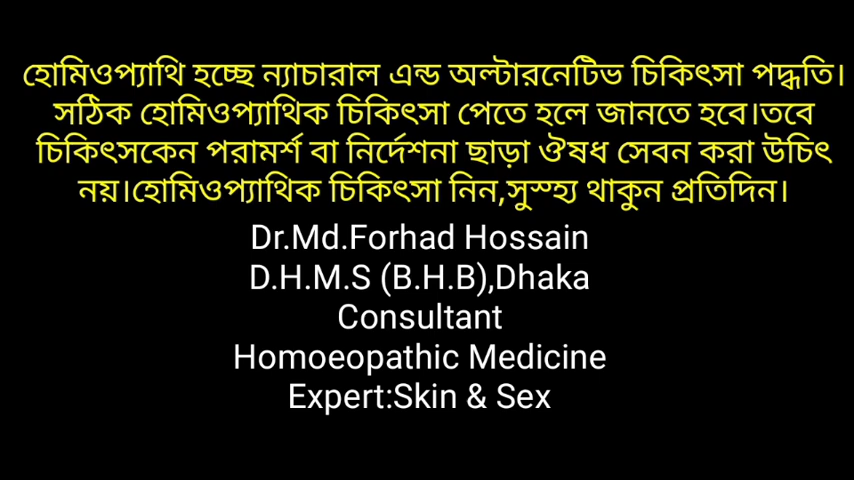 হোমিওপ্যাথি হচ্ছে ন্যাচারাল এন্ড অল্টারনেটিভ চিকিৎসা পদ্ধতি।
সঠিক হোমিওপ্যাথিক চিকিৎসা পেতে হলে জানতে হবে।তবে
চিকিৎসকেন পরামর্শ বা নির্দেশনা ছাড়া ঔষধ সেবন করা উচিৎ
নয়।হোমিওপ্যাথিক চিকিৎসা নিন,সুস্হ্য থাকুন প্রতিদিন।
Dr.Md.Forhad Hossain
D.H.M.S (B.H.B),Dhaka
Consultant
Homoeopathic Medicine
Expert:Skin & Sex